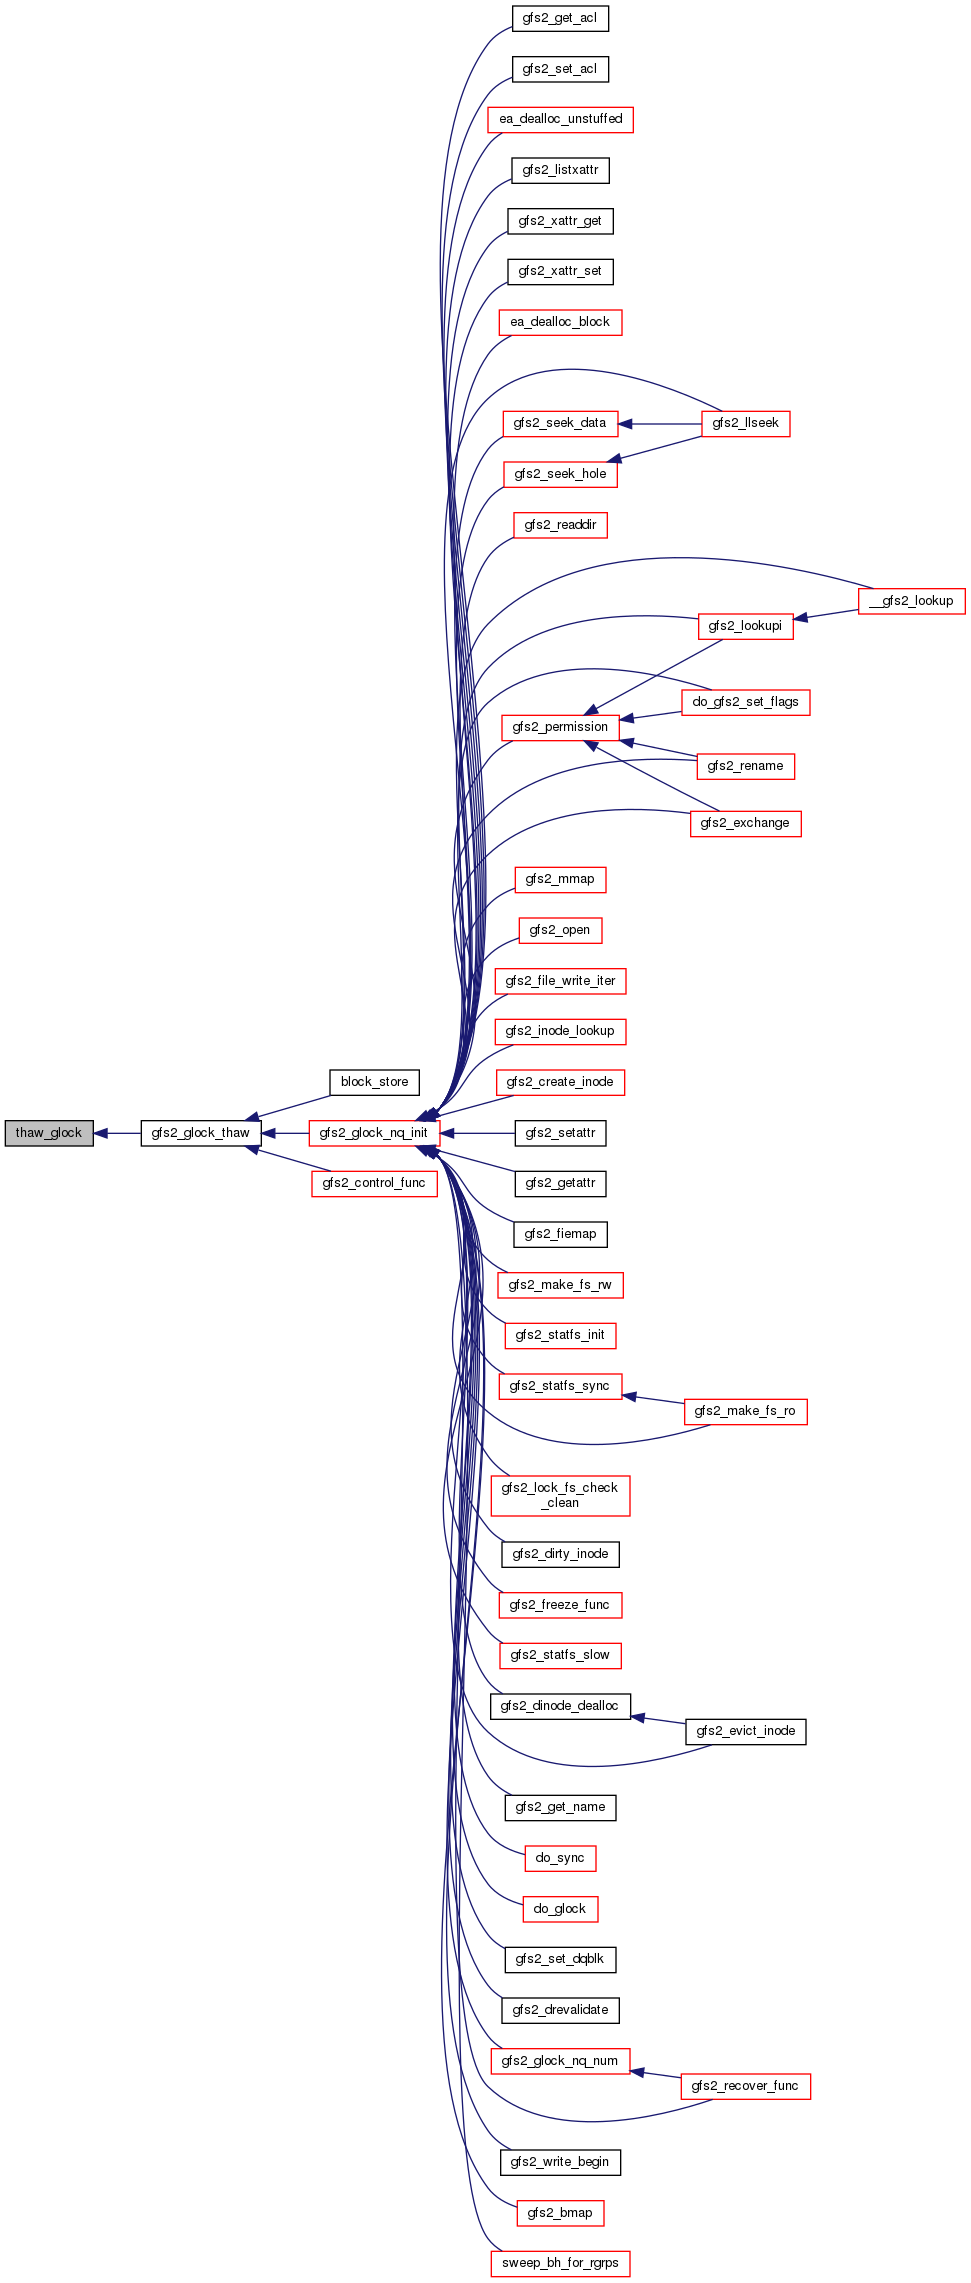 gfs2_get_acl
gfs2_set_acl
ea_dealloc_unstuffed
gfs2_listxattr
gfs2_xattr_get
gfs2_xattr_set
ea_dealloc_block
gfs2_seek_data
gfs2_llseek
gfs2_seek_hole
gfs2_readdir
__gfs2_lookup
gfs2_lookupi
do_gfs2_set_flags
gfs2_permission
gfs2_rename
gfs2_exchange
gfs2_mmap
gfs2_open
gfs2_file_write_iter
gfs2_inode_lookup
block_store
gfs2_create_inode
thaw_glock
gfs2_glock_thaw
gfs2_glock_nq_init
gfs2_setattr
gfs2_control_func
gfs2_getattr
gfs2_fiemap
gfs2_make_fs_rw
gfs2_statfs_init
gfs2_statfs_sync
gfs2_make_fs_ro
gfs2_lock_fs_check
_clean
gfs2_dirty_inode
gfs2_freeze_func
gfs2_statfs_slow
gfs2_dinode_dealloc
gfs2_evict_inode
gfs2_get_name
do_sync
do_glock
gfs2_set_dqblk
gfs2_drevalidate
gfs2_glock_nq_num
gfs2_recover_func
gfs2_write_begin
gfs2_bmap
sweep_bh_for_rgrps